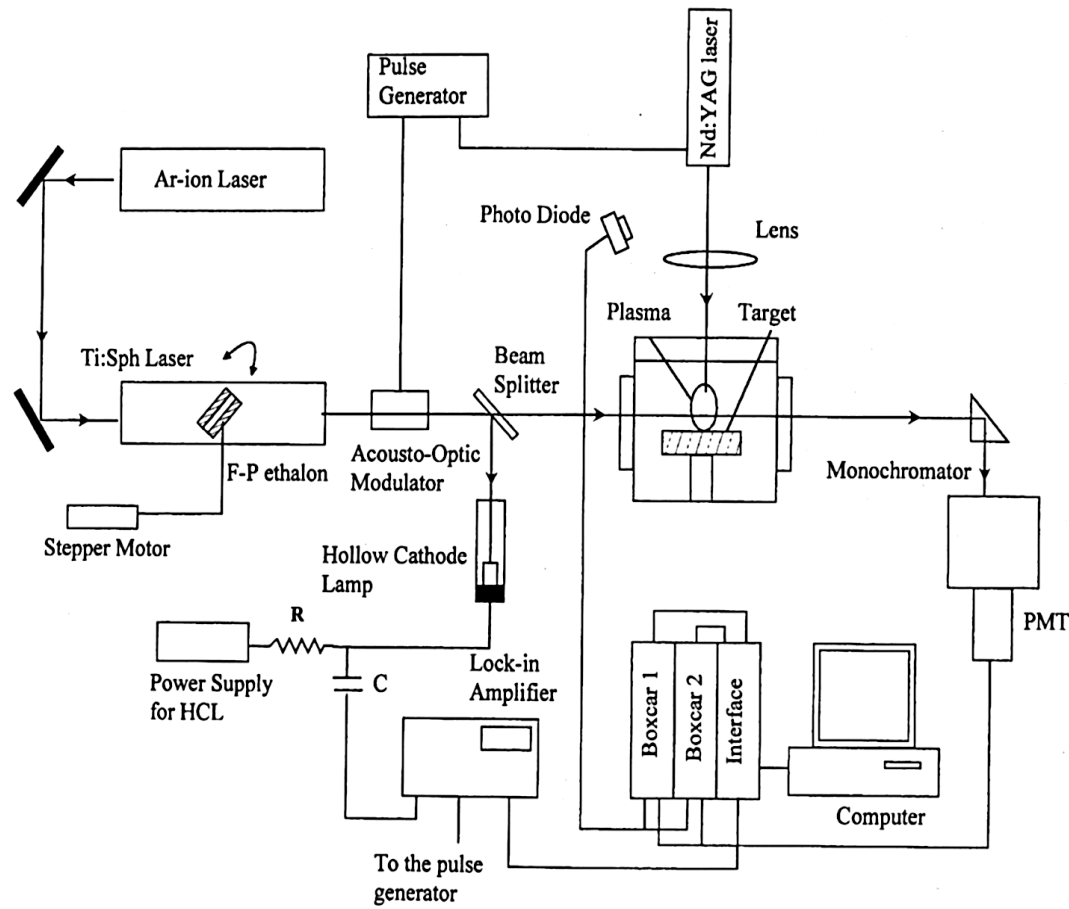 Pulse
Generator
Nd:YAG laser
Ar-ion Laser
Photo Diode
Lens
Plasma
Target
Ti:Sph Laser
Beam
Splitter
F-P ethalon
Acousto-Optic
Modulator
Monochromator
Stepper Motor
Hollow Cathode
Lamp
R
PMT
Power Supply
for HCL
C
Lock-in
Amplifier
Boxcar 1
Boxcar 2
Interface
Computer
To the pulse
generator